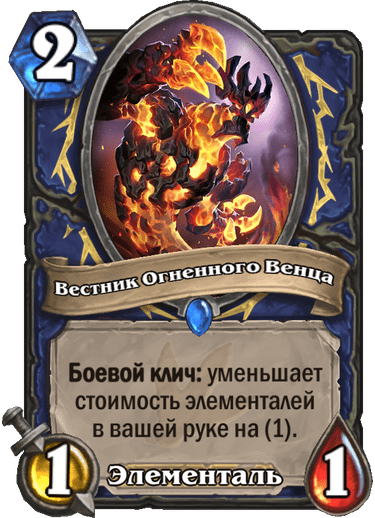 2
Вестник Огненного Венца
Боевой клич: уменьшает
стоимость элементалей
в вашей руке на (1).
1 Элементаль 1